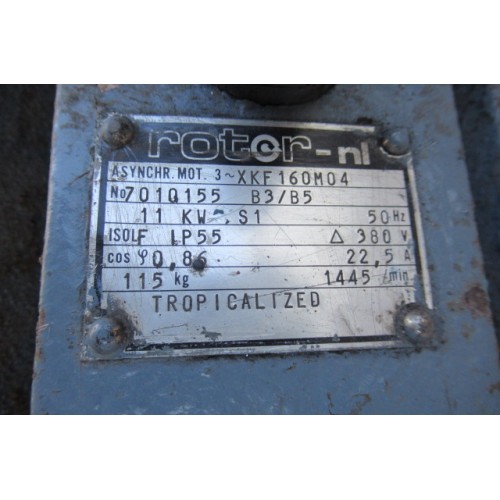 rotor-nl
ASYNCHR. MOT. 3~XKF160M04
No 7010155 B3/B5
11 KW S1 50 Hz
ISOL F IP55 △ 380 V
cos φ 0,86 22,5 A
115 kg 1445 /min
TROPICALIZED